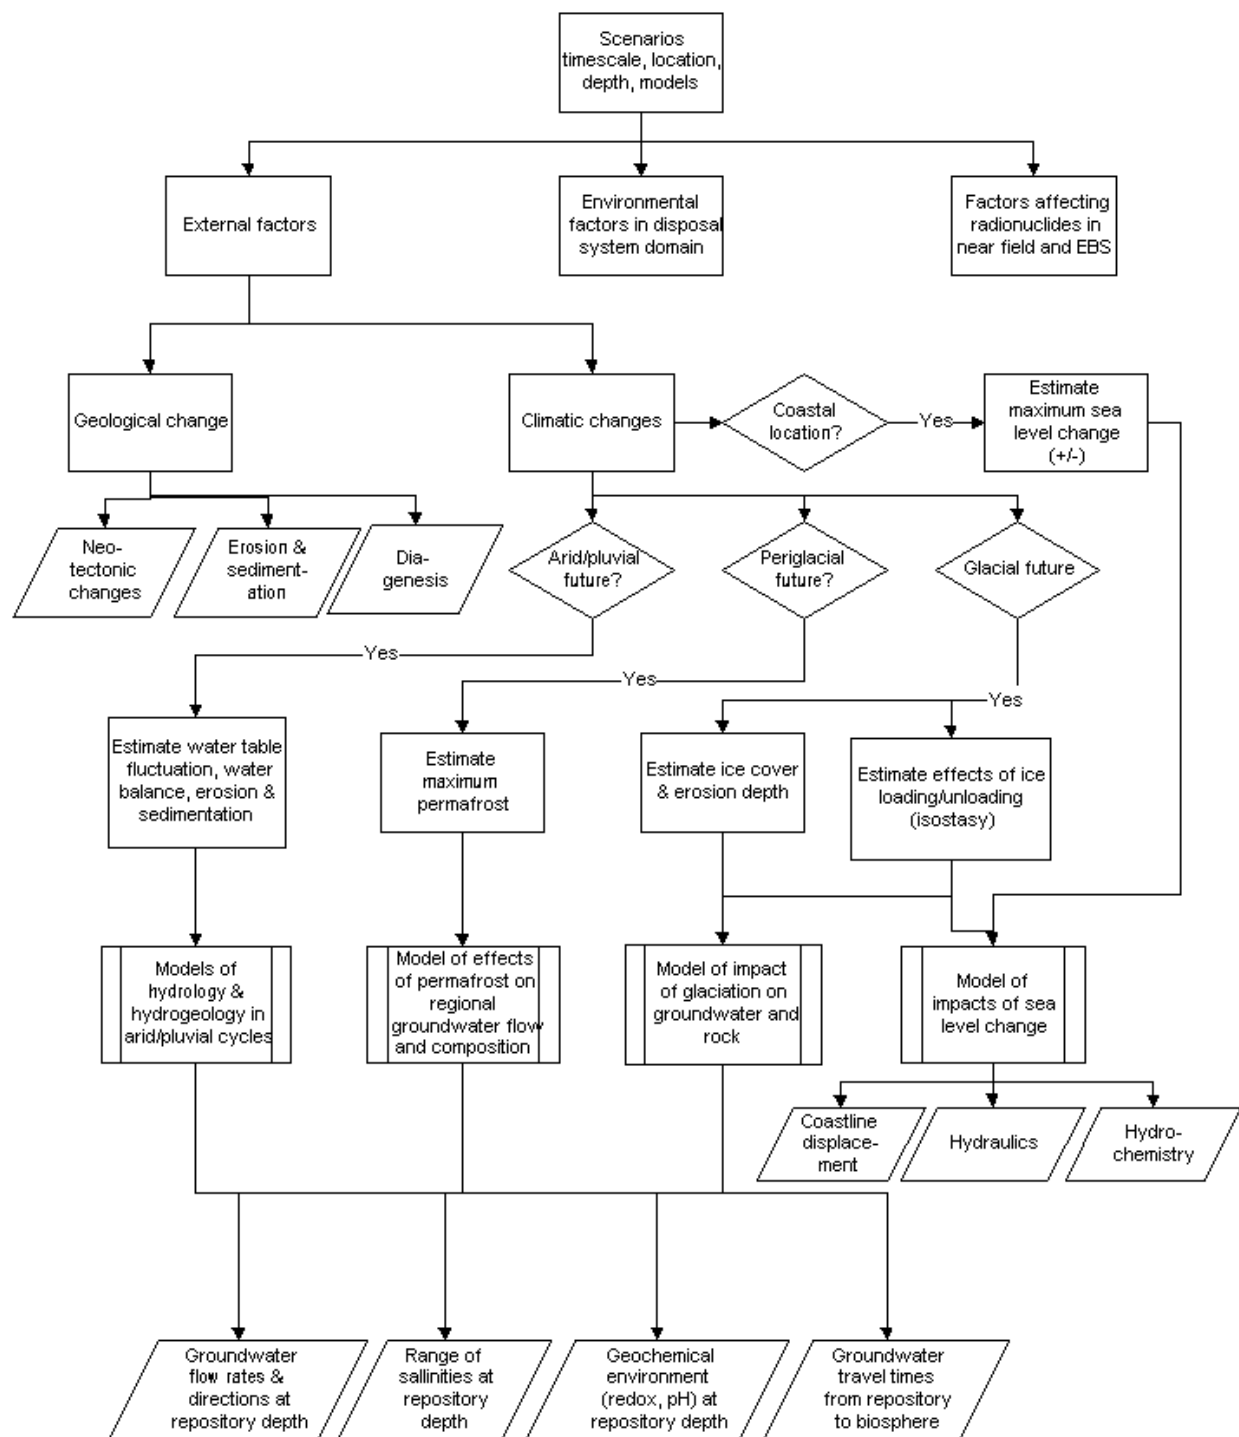 Scenarios
timescale, location,
depth, models
External factors
Environmental
factors in disposal
system domain
Factors affecting
radionuclides in
near field and EBS
Geological change
Climatic changes
Coastal
location?
Yes
Estimate
maximum sea
level change
(+/-)
Neo-
tectonic
changes
Erosion &
sediment-
ation
Dia-
genesis
Arid/pluvial
future?
Periglacial
future?
Glacial future
Yes
Yes
Yes
Estimate water table
fluctuation, water
balance, erosion &
sedimentation
Estimate
maximum
permafrost
Estimate ice cover
& erosion depth
Estimate effects of ice
loading/unloading
(isostasy)
Models of
hydrology &
hydrogeology in
arid/pluvial cycles
Model of effects
of permafrost on
regional
groundwater flow
and composition
Model of impact
of glaciation on
groundwater and
rock
Model of
impacts of sea
level change
Coastline
displace-
ment
Hydraulics
Hydro-
chemistry
Groundwater
flow rates &
directions at
repository depth
Range of
sallinities at
repository
depth
Geochemical
environment
(redox, pH) at
repository depth
Groundwater
travel times
from repository
to biosphere